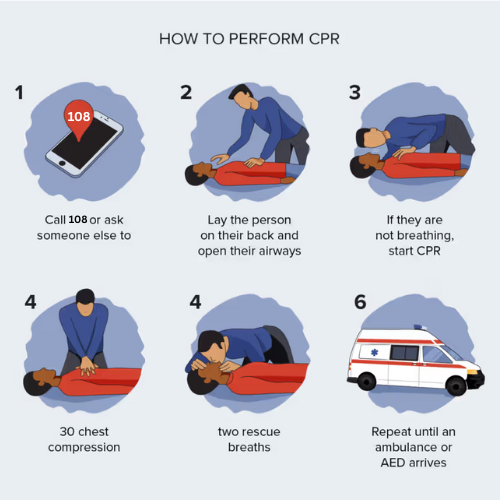 HOW TO PERFORM CPR
1
108
Call 108 or ask
someone else to
2
Lay the person
on their back and
open their airways
3
If they are
not breathing,
start CPR
4
30 chest
compression
4
two rescue
breaths
6
Repeat until an
ambulance or
AED arrives